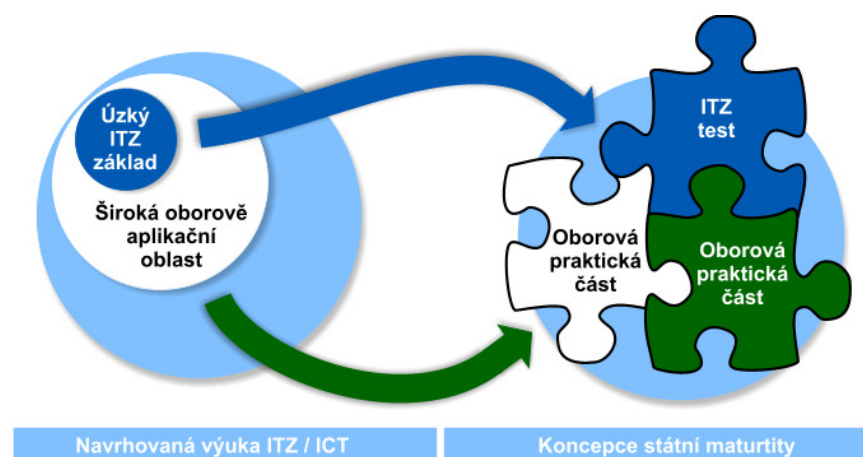 Úzký
ITZ
základ
Široká oborově
aplikační
oblast
ITZ
test
Oborová
praktická
část
Oborová
praktická
část
Navrhovaná výuka ITZ / ICT
Koncepce státní maturtity